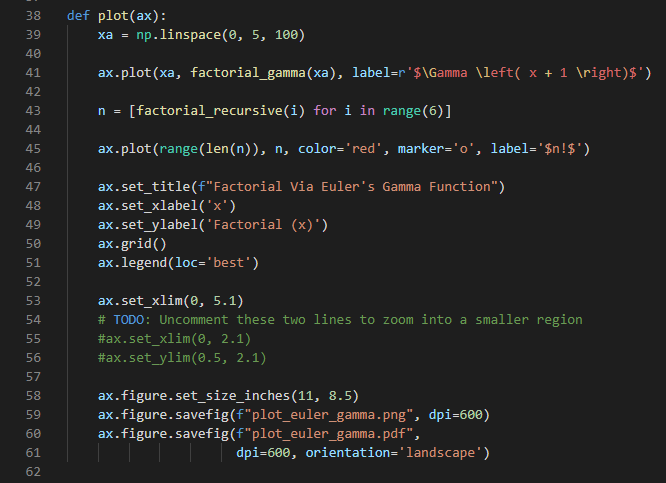 38 def plot(ax):
39     xa = np.linspace(0, 5, 100)
40
41     ax.plot(xa, factorial_gamma(xa), label=r'$\Gamma \left( x + 1 \right)$')
42
43     n = [factorial_recursive(i) for i in range(6)]
44
45     ax.plot(range(len(n)), n, color='red', marker='o', label='$n!$')
46
47     ax.set_title(f"Factorial Via Euler's Gamma Function")
48     ax.set_xlabel('x')
49     ax.set_ylabel('Factorial (x)')
50     ax.grid()
51     ax.legend(loc='best')
52
53     ax.set_xlim(0, 5.1)
54     # TODO: Uncomment these two lines to zoom into a smaller region
55     #ax.set_xlim(0, 2.1)
56     #ax.set_ylim(0.5, 2.1)
57
58     ax.figure.set_size_inches(11, 8.5)
59     ax.figure.savefig(f"plot_euler_gamma.png", dpi=600)
60     ax.figure.savefig(f"plot_euler_gamma.pdf",
61                       dpi=600, orientation='landscape')
62